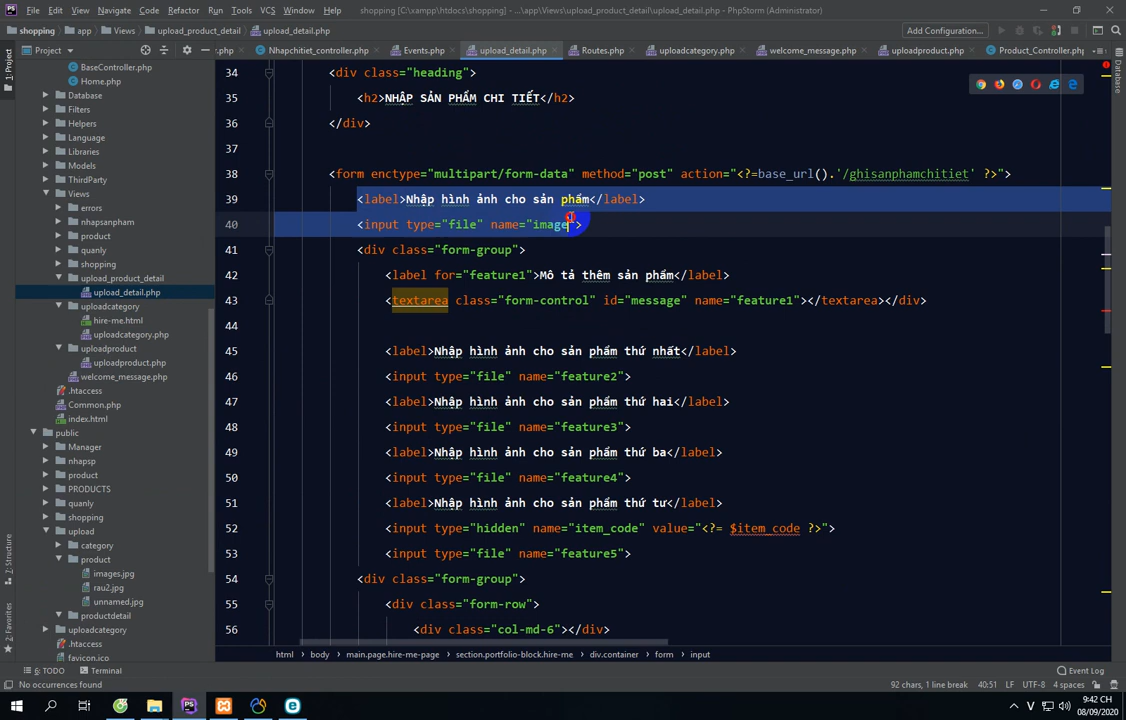 File Edit View Navigate Code Refactor Run Tools VCS Window Help shopping [C:\xampp\htdocs\shopping] - ...\app\Views\upload_product_detail\upload_detail.php - PhpStorm (Administrator)
shopping app Views upload_product_detail upload_detail.php Add Configuration...
Project
.php Nhapchitiet_controller.php Events.php upload_detail.php Routes.php uploadcategory.php welcome_message.php uploadproduct.php Product_Controller.php
1: Project
7: Structure
2: Favorites
Database
BaseController.php
Home.php
Database
Filters
Helpers
Language
Libraries
Models
ThirdParty
Views
errors
nhapsanpham
product
quanly
shopping
upload_product_detail
upload_detail.php
uploadcategory
hire-me.html
uploadcategory.php
uploadproduct
uploadproduct.php
welcome_message.php
.htaccess
Common.php
index.html
public
Manager
nhapsp
product
PRODUCTS
quanly
shopping
upload
category
product
images.jpg
rau2.jpg
unnamed.jpg
productdetail
uploadcategory
.htaccess
favicon.ico
34 <div class="heading">
35 <h2>NHẬP SẢN PHẨM CHI TIẾT</h2>
36 </div>
37
38 <form enctype="multipart/form-data" method="post" action="<?=base_url().'/ghisanphamchitiet' ?>">
39 <label>Nhập hình ảnh cho sản phẩm</label>
40 <input type="file" name="image">
41 <div class="form-group">
42 <label for="feature1">Mô tả thêm sản phẩm</label>
43 <textarea class="form-control" id="message" name="feature1"></textarea></div>
44
45 <label>Nhập hình ảnh cho sản phẩm thứ nhất</label>
46 <input type="file" name="feature2">
47 <label>Nhập hình ảnh cho sản phẩm thứ hai</label>
48 <input type="file" name="feature3">
49 <label>Nhập hình ảnh cho sản phẩm thứ ba</label>
50 <input type="file" name="feature4">
51 <label>Nhập hình ảnh cho sản phẩm thứ tư</label>
52 <input type="hidden" name="item_code" value="<?= $item_code ?>">
53 <input type="file" name="feature5">
54 <div class="form-group">
55 <div class="form-row">
56 <div class="col-md-6"></div>
html body main.page.hire-me-page section.portfolio-block.hire-me div.container form input
6: TODO Terminal Event Log
No occurrences found 92 chars, 1 line break 40:51 LF UTF-8 4 spaces
V 9:42 CH
08/09/2020